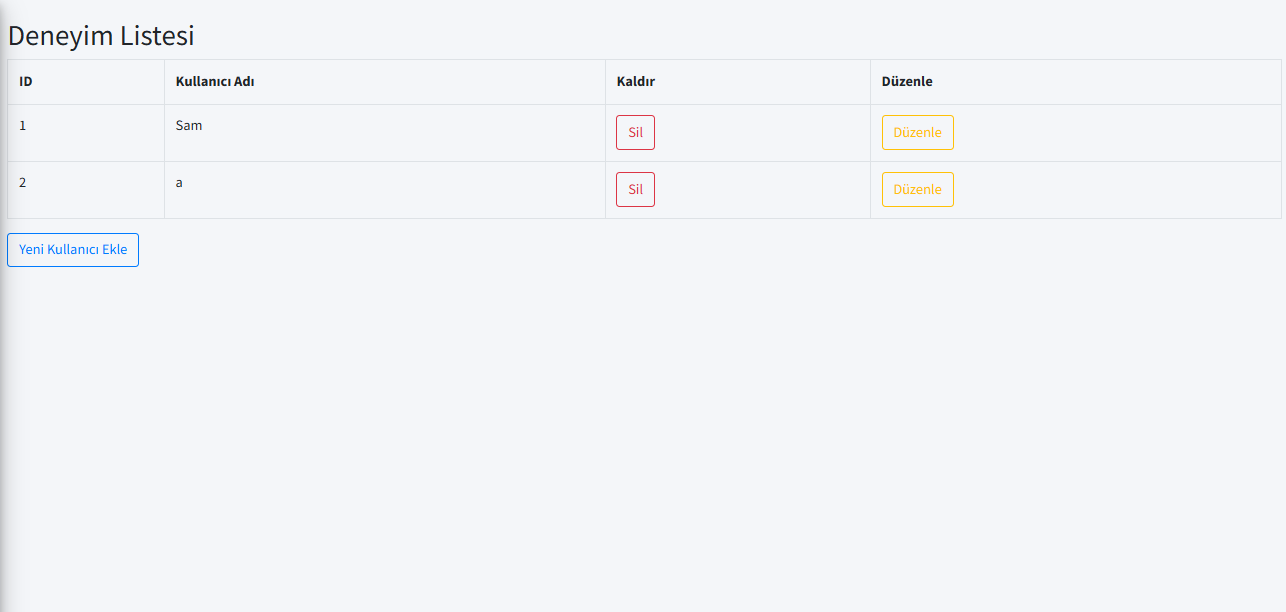 Deneyim Listesi
ID Kullanıcı Adı Kaldır Düzenle
1 Sam Sil Düzenle
2 a Sil Düzenle
Yeni Kullanıcı Ekle